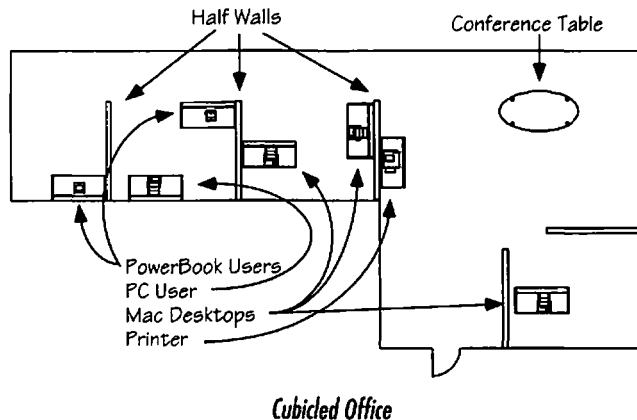 Half Walls
Conference Table
PowerBook Users
PC User
Mac Desktops
Printer
Cubicled Office